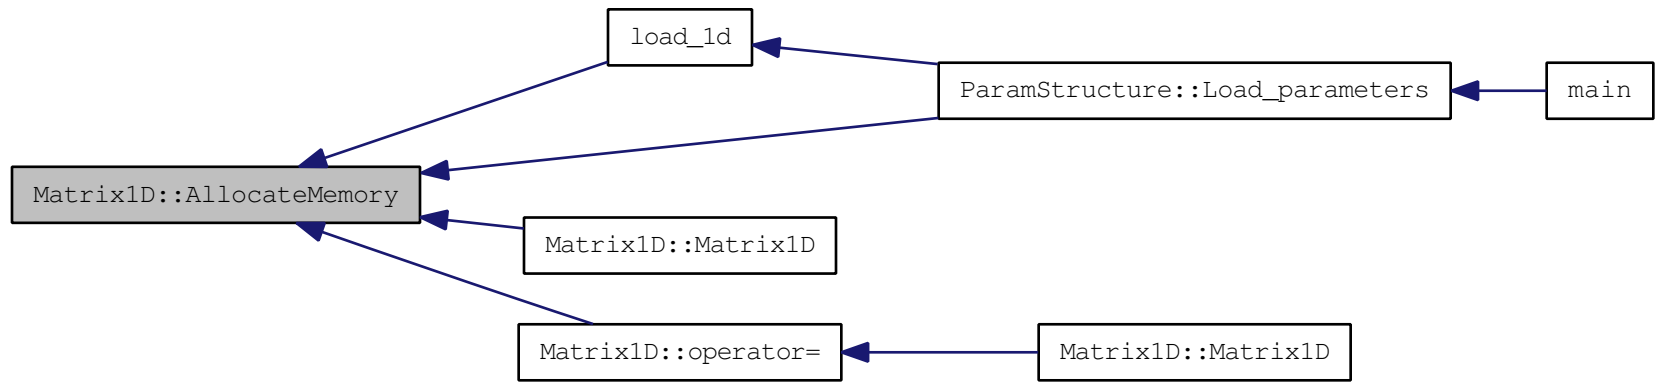 load_1d
ParamStructure::Load_parameters
main
Matrix1D::AllocateMemory
Matrix1D::Matrix1D
Matrix1D::operator=
Matrix1D::Matrix1D